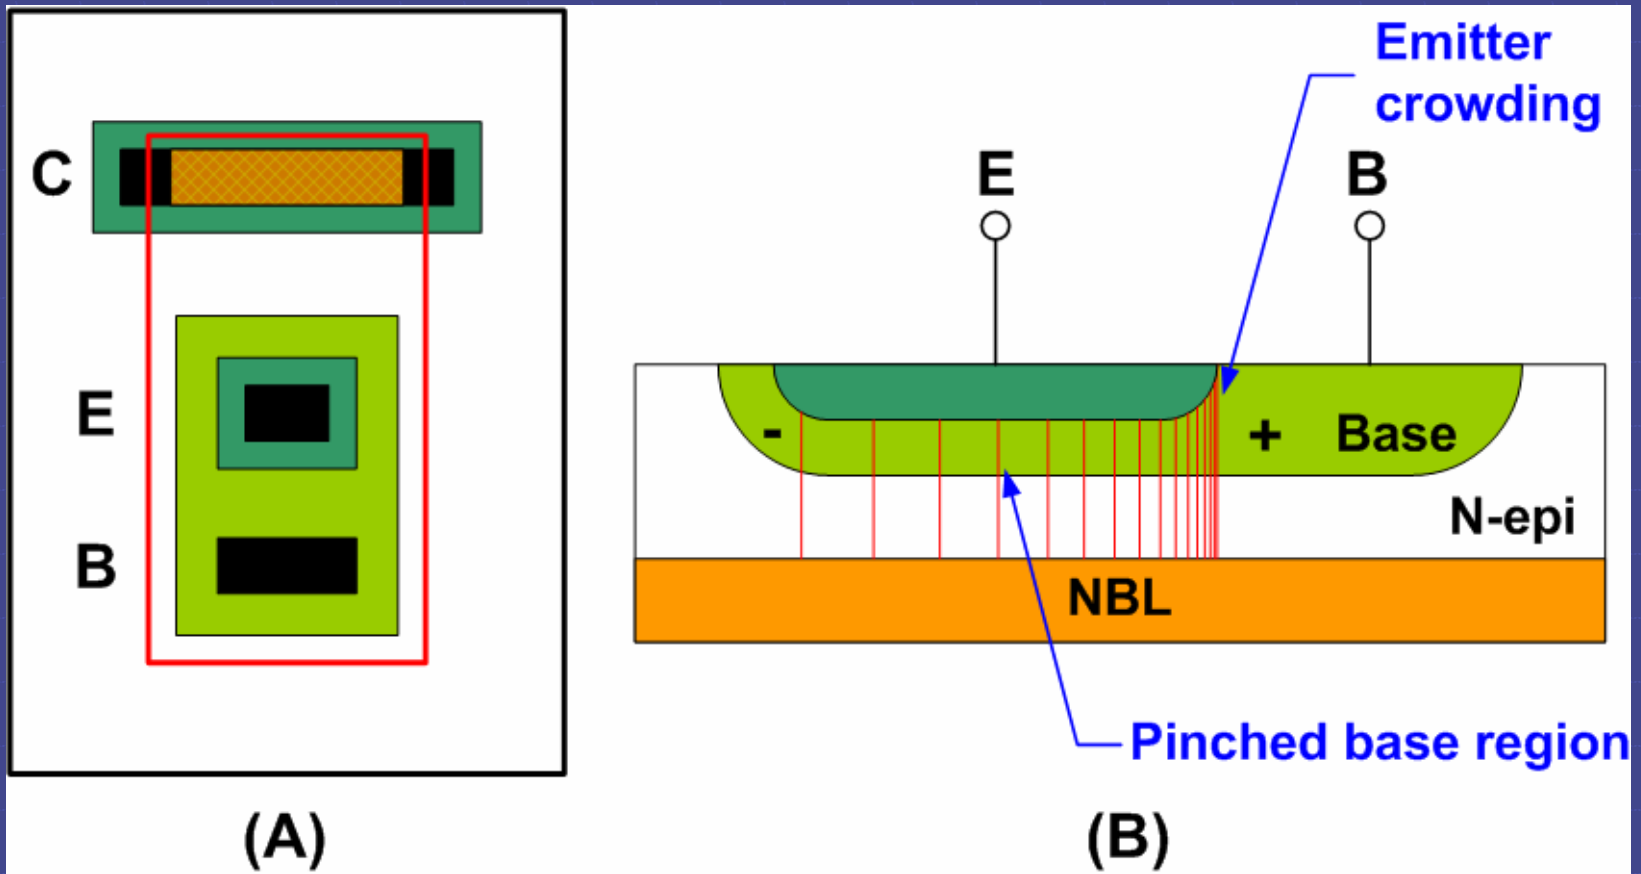 C
E
B
(A)
Emitter
crowding
E
B
-
+
Base
N-epi
NBL
Pinched base region
(B)